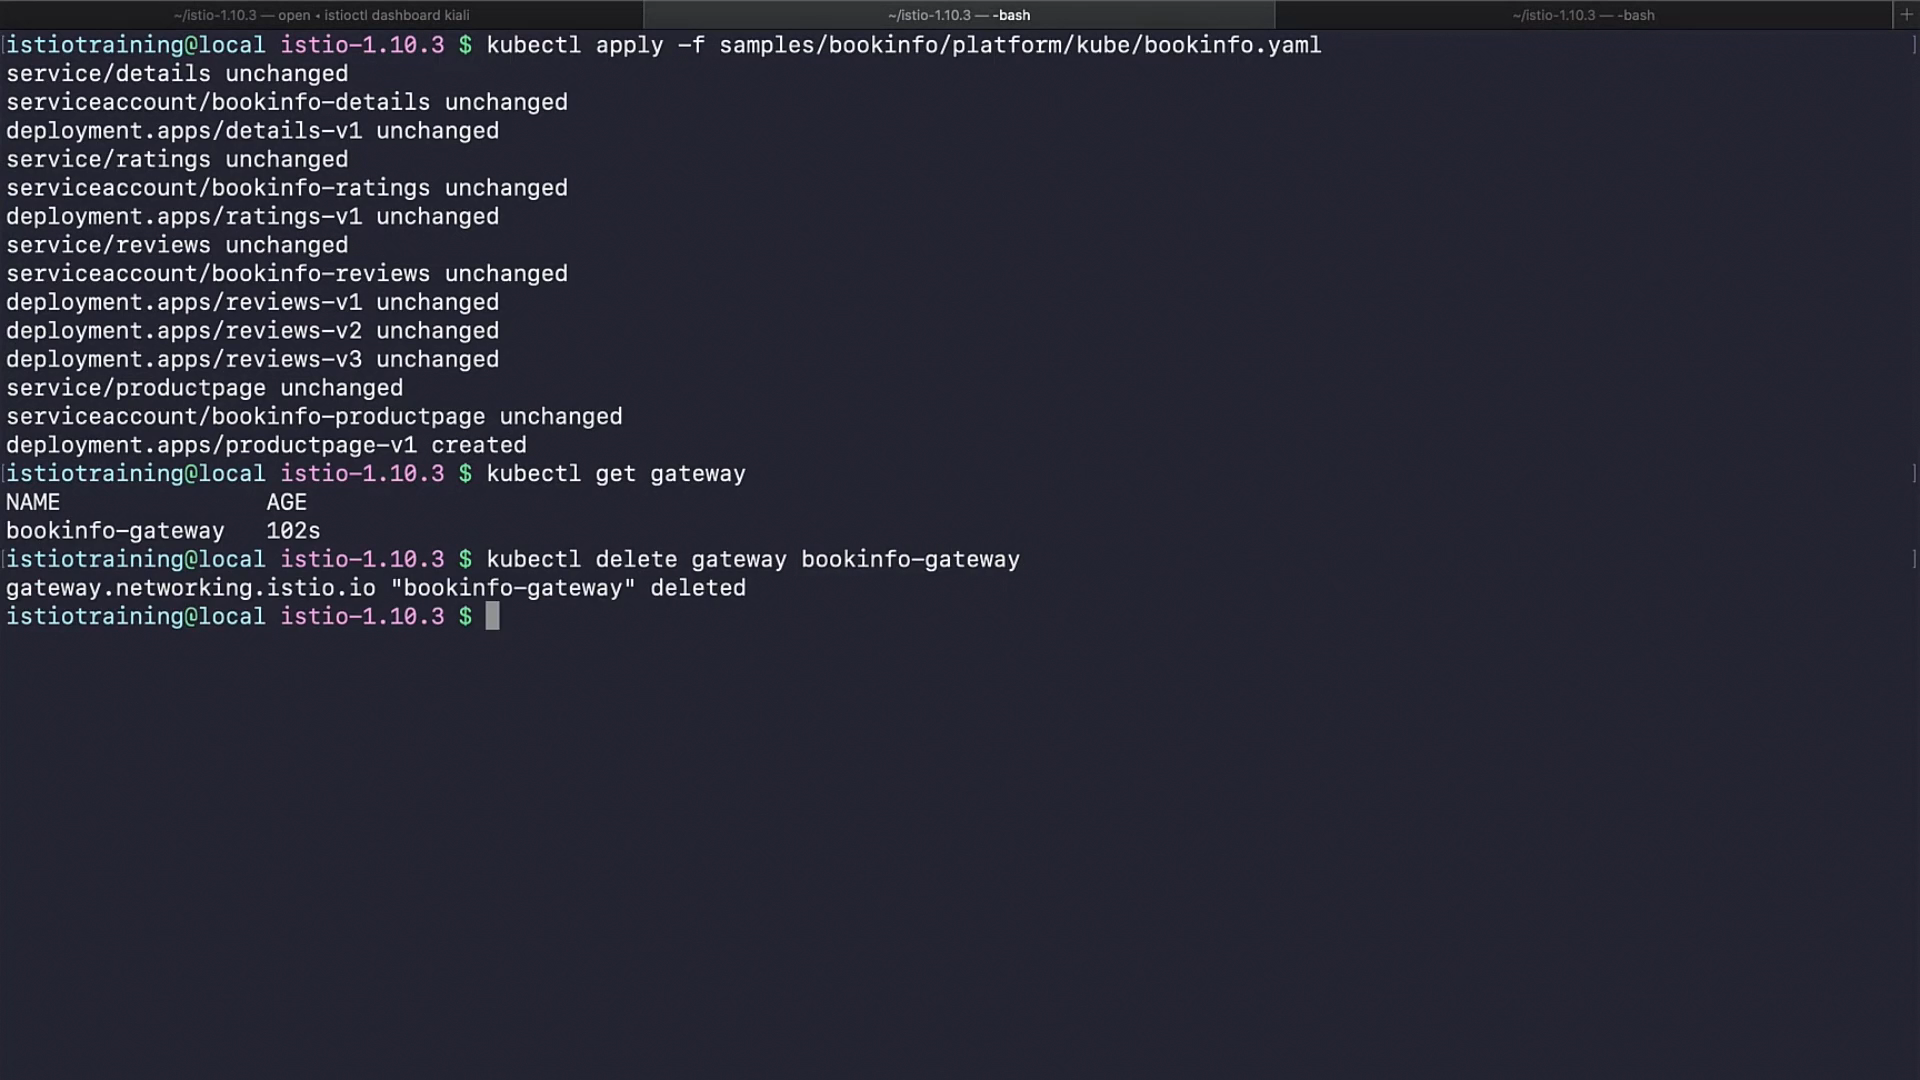 ~/istio-1.10.3 — open • istioctl dashboard kiali
~/istio-1.10.3 — -bash
~/istio-1.10.3 — -bash
+
[istiotraining@local istio-1.10.3 $ kubectl apply -f samples/bookinfo/platform/kube/bookinfo.yaml ]
service/details unchanged
serviceaccount/bookinfo-details unchanged
deployment.apps/details-v1 unchanged
service/ratings unchanged
serviceaccount/bookinfo-ratings unchanged
deployment.apps/ratings-v1 unchanged
service/reviews unchanged
serviceaccount/bookinfo-reviews unchanged
deployment.apps/reviews-v1 unchanged
deployment.apps/reviews-v2 unchanged
deployment.apps/reviews-v3 unchanged
service/productpage unchanged
serviceaccount/bookinfo-productpage unchanged
deployment.apps/productpage-v1 created
[istiotraining@local istio-1.10.3 $ kubectl get gateway ]
NAME AGE
bookinfo-gateway 102s
[istiotraining@local istio-1.10.3 $ kubectl delete gateway bookinfo-gateway ]
gateway.networking.istio.io "bookinfo-gateway" deleted
istiotraining@local istio-1.10.3 $